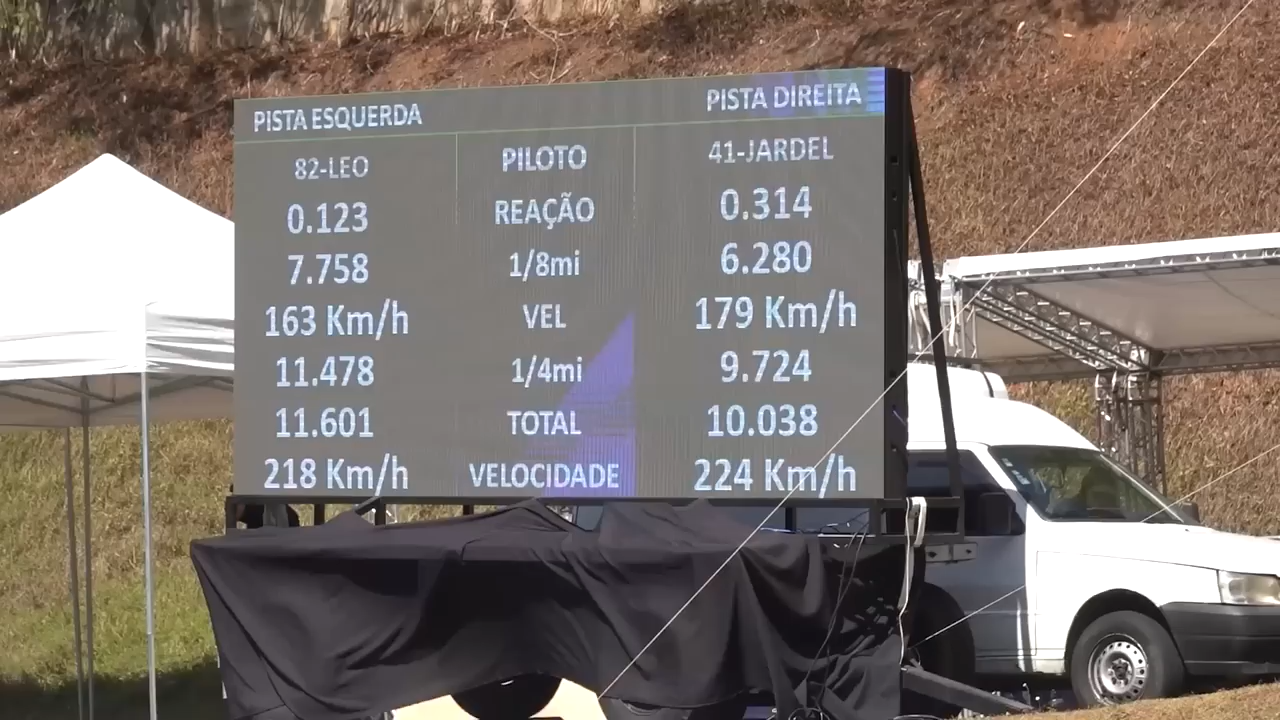 PISTA ESQUERDA PISTA DIREITA
82-LEO PILOTO 41-JARDEL
0.123 REAÇÃO 0.314
7.758 1/8mi 6.280
163 Km/h VEL 179 Km/h
11.478 1/4mi 9.724
11.601 TOTAL 10.038
218 Km/h VELOCIDADE 224 Km/h